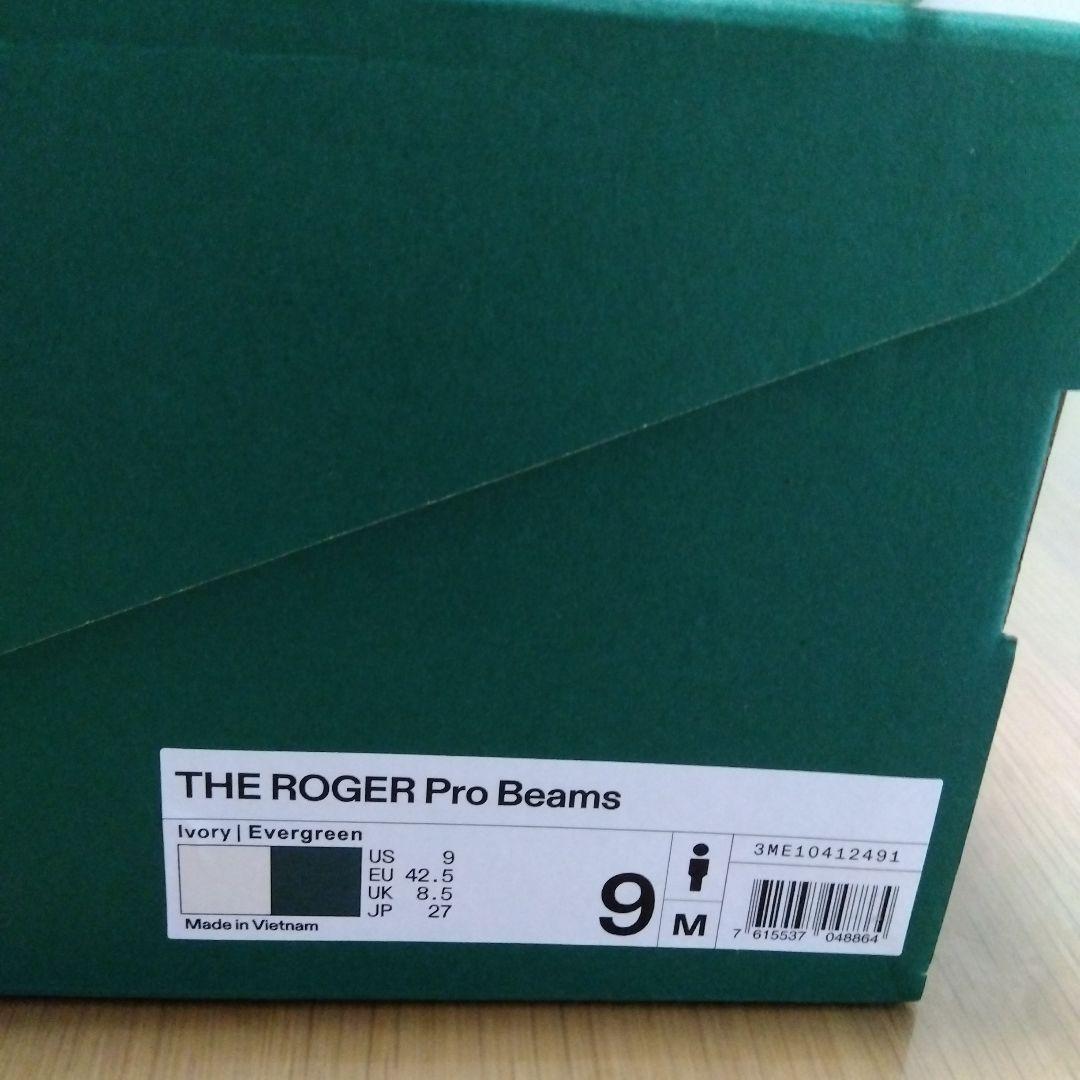 THE ROGER Pro Beams
Ivory | Evergreen
US 9
EU 42.5
UK 8.5
JP 27
Made in Vietnam
9
M
3ME10412491
7 615537 048864